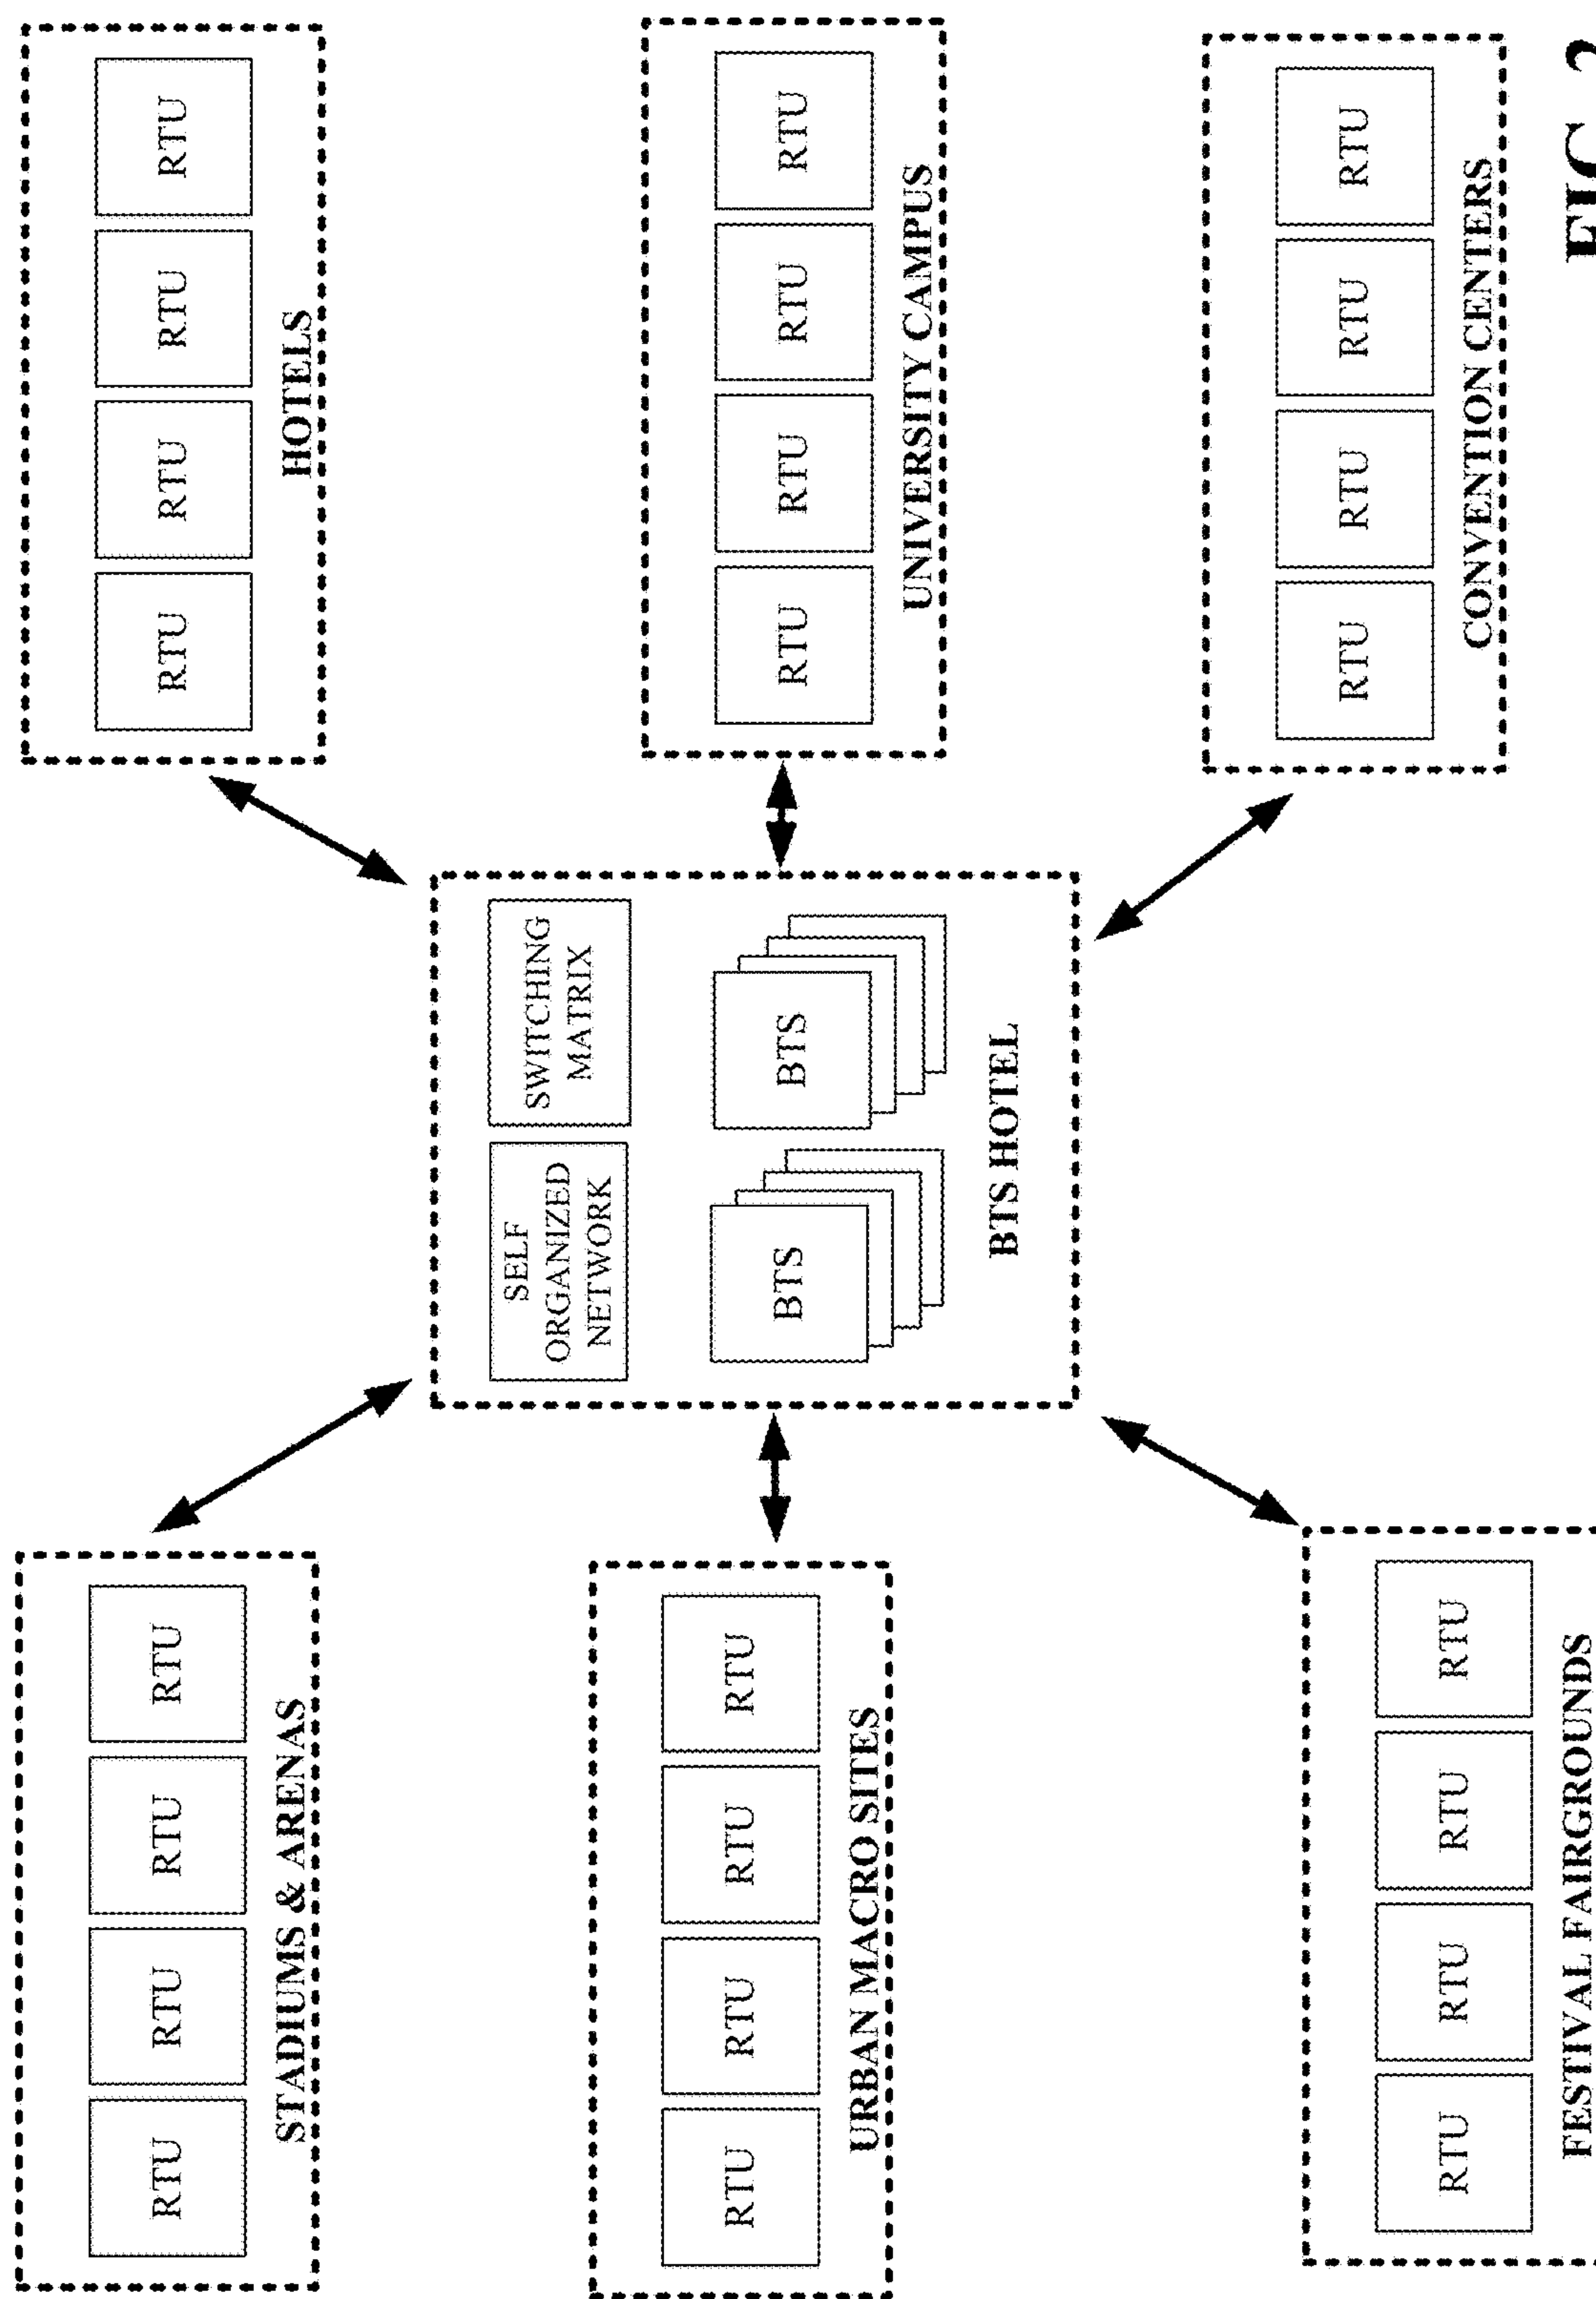 RTU RTU RTU RTU
STADIUMS & ARENAS
RTU RTU RTU RTU
HOTELS
SELF
ORGANIZED
NETWORK
SWITCHING
MATRIX
RTU RTU RTU RTU
URBAN MACRO SITES
BTS
BTS
BTS HOTEL
RTU RTU RTU RTU
UNIVERSITY CAMPUS
RTU RTU RTU RTU
FESTIVAL FAIRGROUNDS
RTU RTU RTU RTU
CONVENTION CENTERS